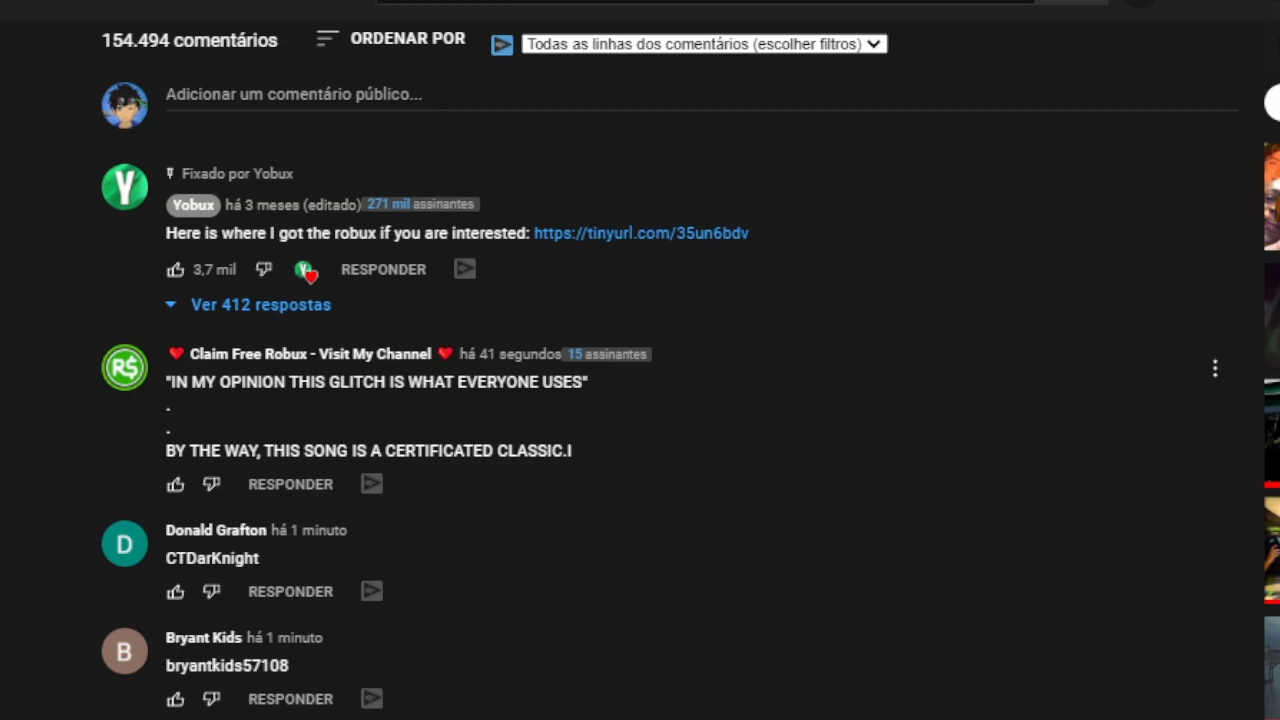 154.494 comentários ORDENAR POR Todas as linhas dos comentários (escolher filtros)
Adicionar um comentário público...
Fixado por Yobux
Y
Yobux há 3 meses (editado) 271 mil assinantes
Here is where I got the robux if you are interested: https://tinyurl.com/35un6bdv
3,7 mil Y RESPONDER
Ver 412 respostas
Claim Free Robux - Visit My Channel há 41 segundos 15 assinantes
R$
"IN MY OPINION THIS GLITCH IS WHAT EVERYONE USES"
.
.
BY THE WAY, THIS SONG IS A CERTIFICATED CLASSIC.I
RESPONDER
Donald Grafton há 1 minuto
D
CTDarKnight
RESPONDER
Bryant Kids há 1 minuto
B
bryantkids57108
RESPONDER